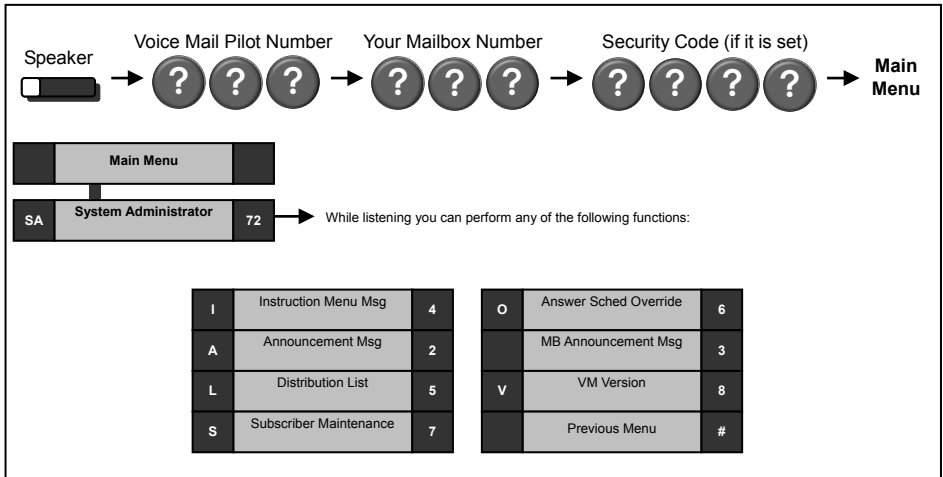 Speaker
Voice Mail Pilot Number
Your Mailbox Number
Security Code (if it is set)
? ? ?
? ? ?
? ? ? ?
Main
Menu
Main Menu
SA System Administrator 72
While listening you can perform any of the following functions:
I Instruction Menu Msg 4
O Answer Sched Override 6
A Announcement Msg 2
MB Announcement Msg 3
L Distribution List 5
V VM Version 8
S Subscriber Maintenance 7
Previous Menu #